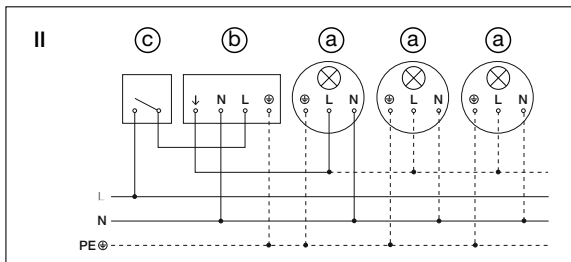 II
c b a a a
↓ N L ⏚ ⏚ L N ⏚ L N ⏚ L N
L
N
PE ⏚